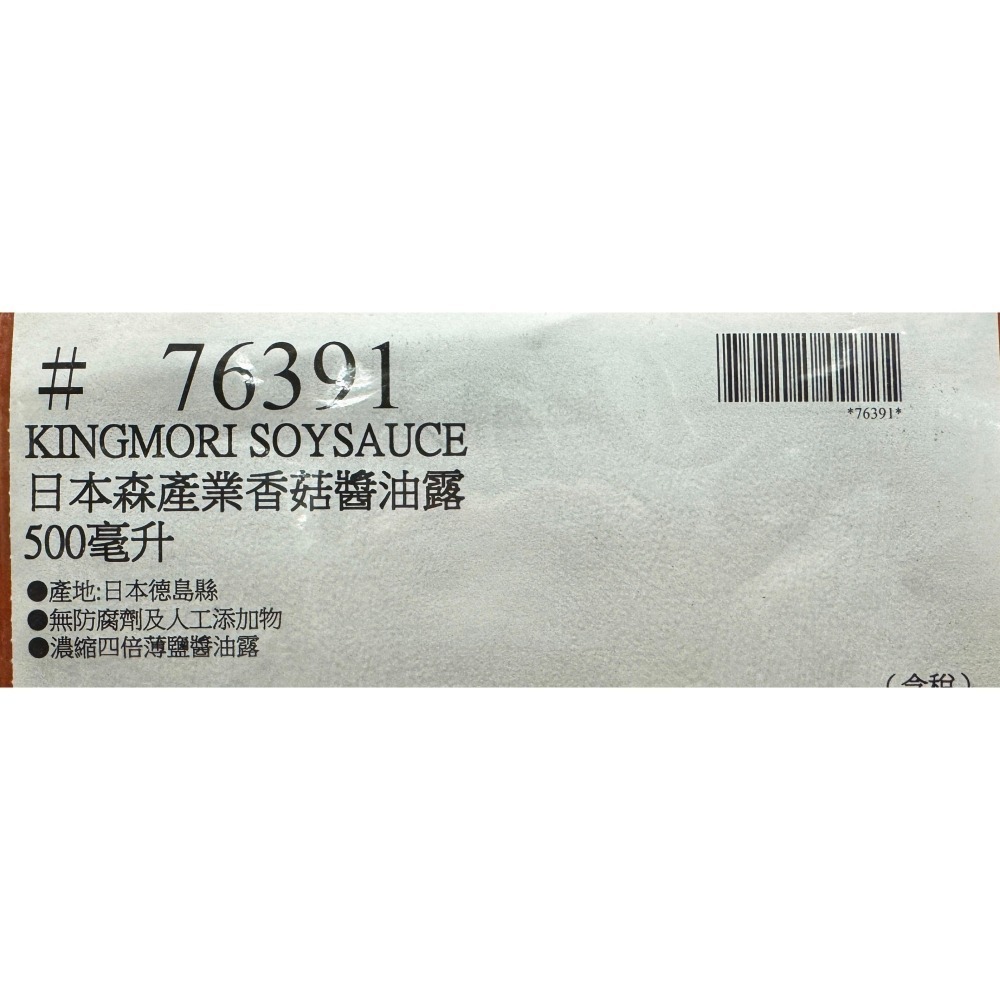 # 76391
*76391*
KINGMORI SOYSAUCE
日本森產業香菇醬油露
500毫升
●產地:日本德島縣
●無防腐劑及人工添加物
●濃縮四倍薄鹽醬油露
(含稅)